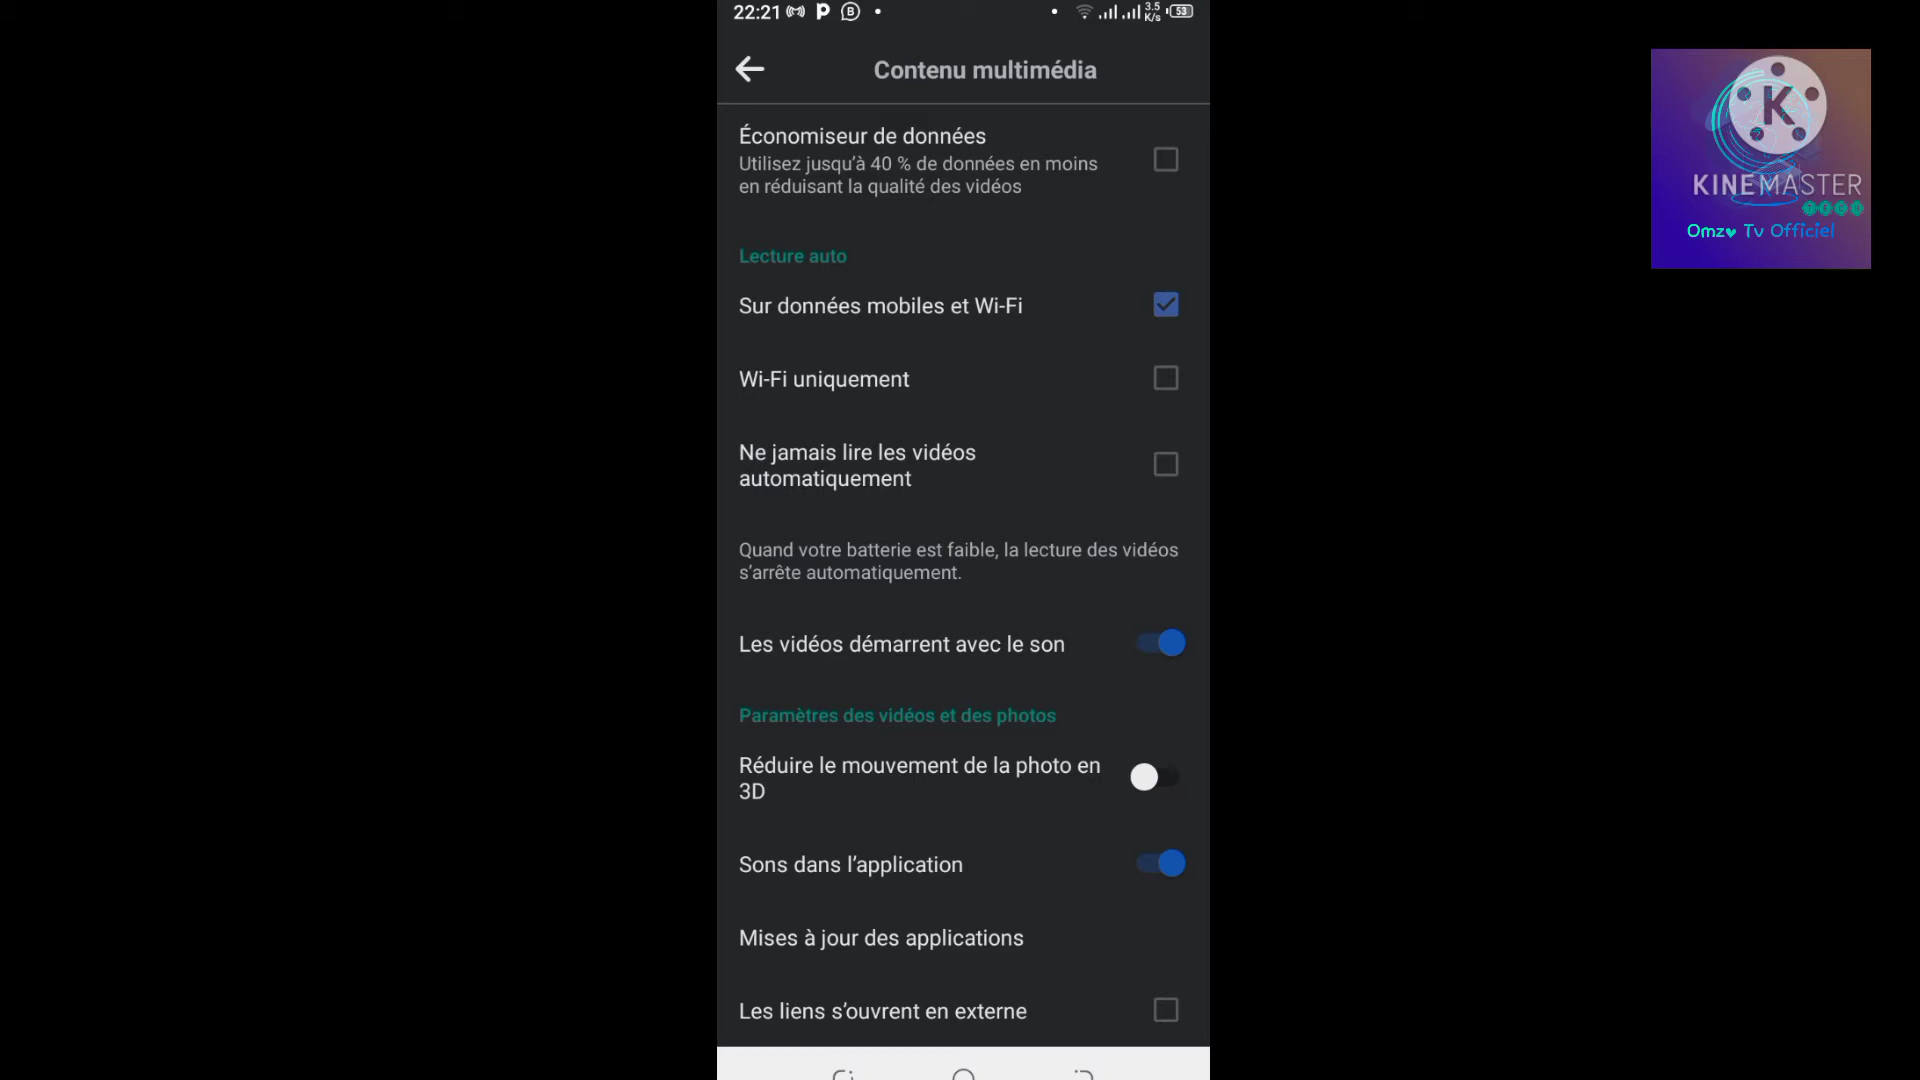 22:21
3.5
K/s
53
Contenu multimédia
Économiseur de données
Utilisez jusqu’à 40 % de données en moins
en réduisant la qualité des vidéos
Lecture auto
Sur données mobiles et Wi-Fi
Wi-Fi uniquement
Ne jamais lire les vidéos
automatiquement
Quand votre batterie est faible, la lecture des vidéos
s’arrête automatiquement.
Les vidéos démarrent avec le son
Paramètres des vidéos et des photos
Réduire le mouvement de la photo en
3D
Sons dans l’application
Mises à jour des applications
Les liens s’ouvrent en externe
K
KINEMASTER
Omz♥ Tv Officiel